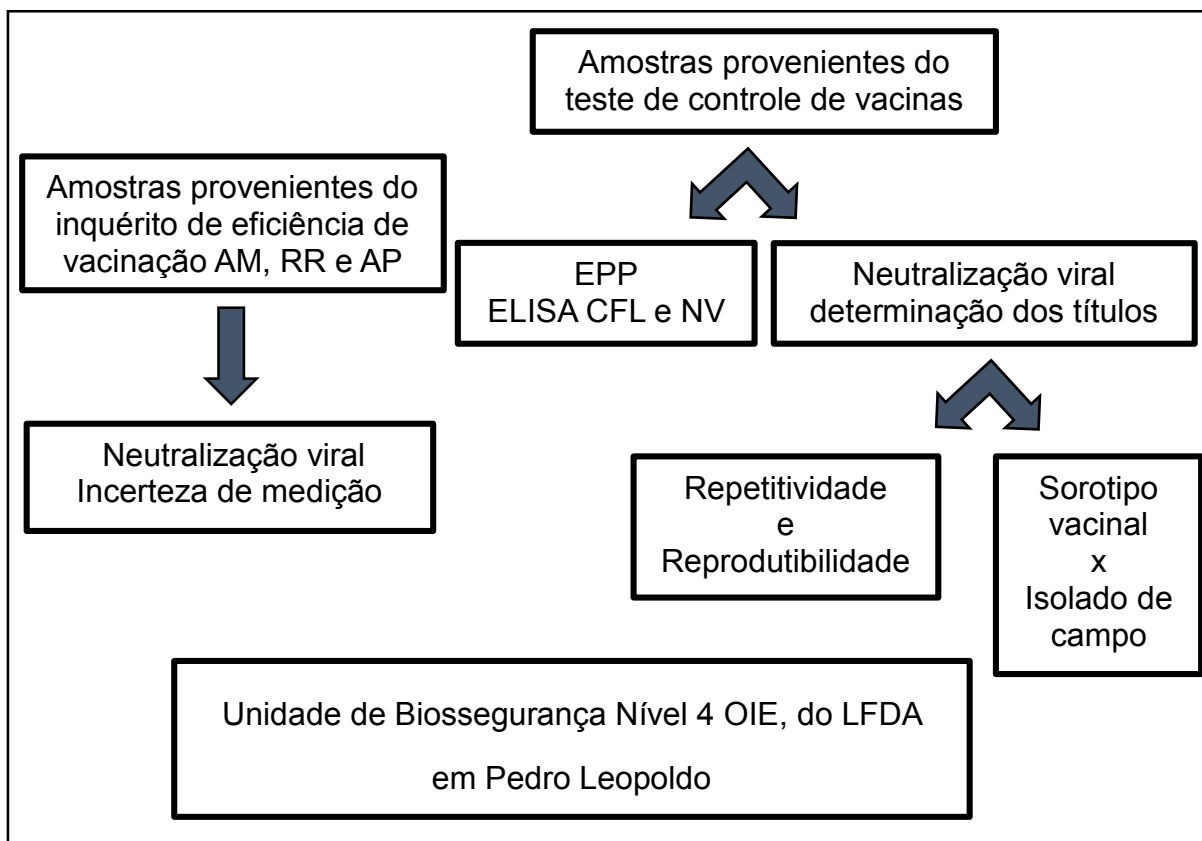 Amostras provenientes do
teste de controle de vacinas
Amostras provenientes do
inquérito de eficiência de
vacinação AM, RR e AP
EPP
ELISA CFL e NV
Neutralização viral
determinação dos títulos
Neutralização viral
Incerteza de medição
Repetitividade
e
Reprodutibilidade
Sorotipo
vacinal
x
Isolado de
campo
Unidade de Biossegurança Nível 4 OIE, do LFDA
em Pedro Leopoldo